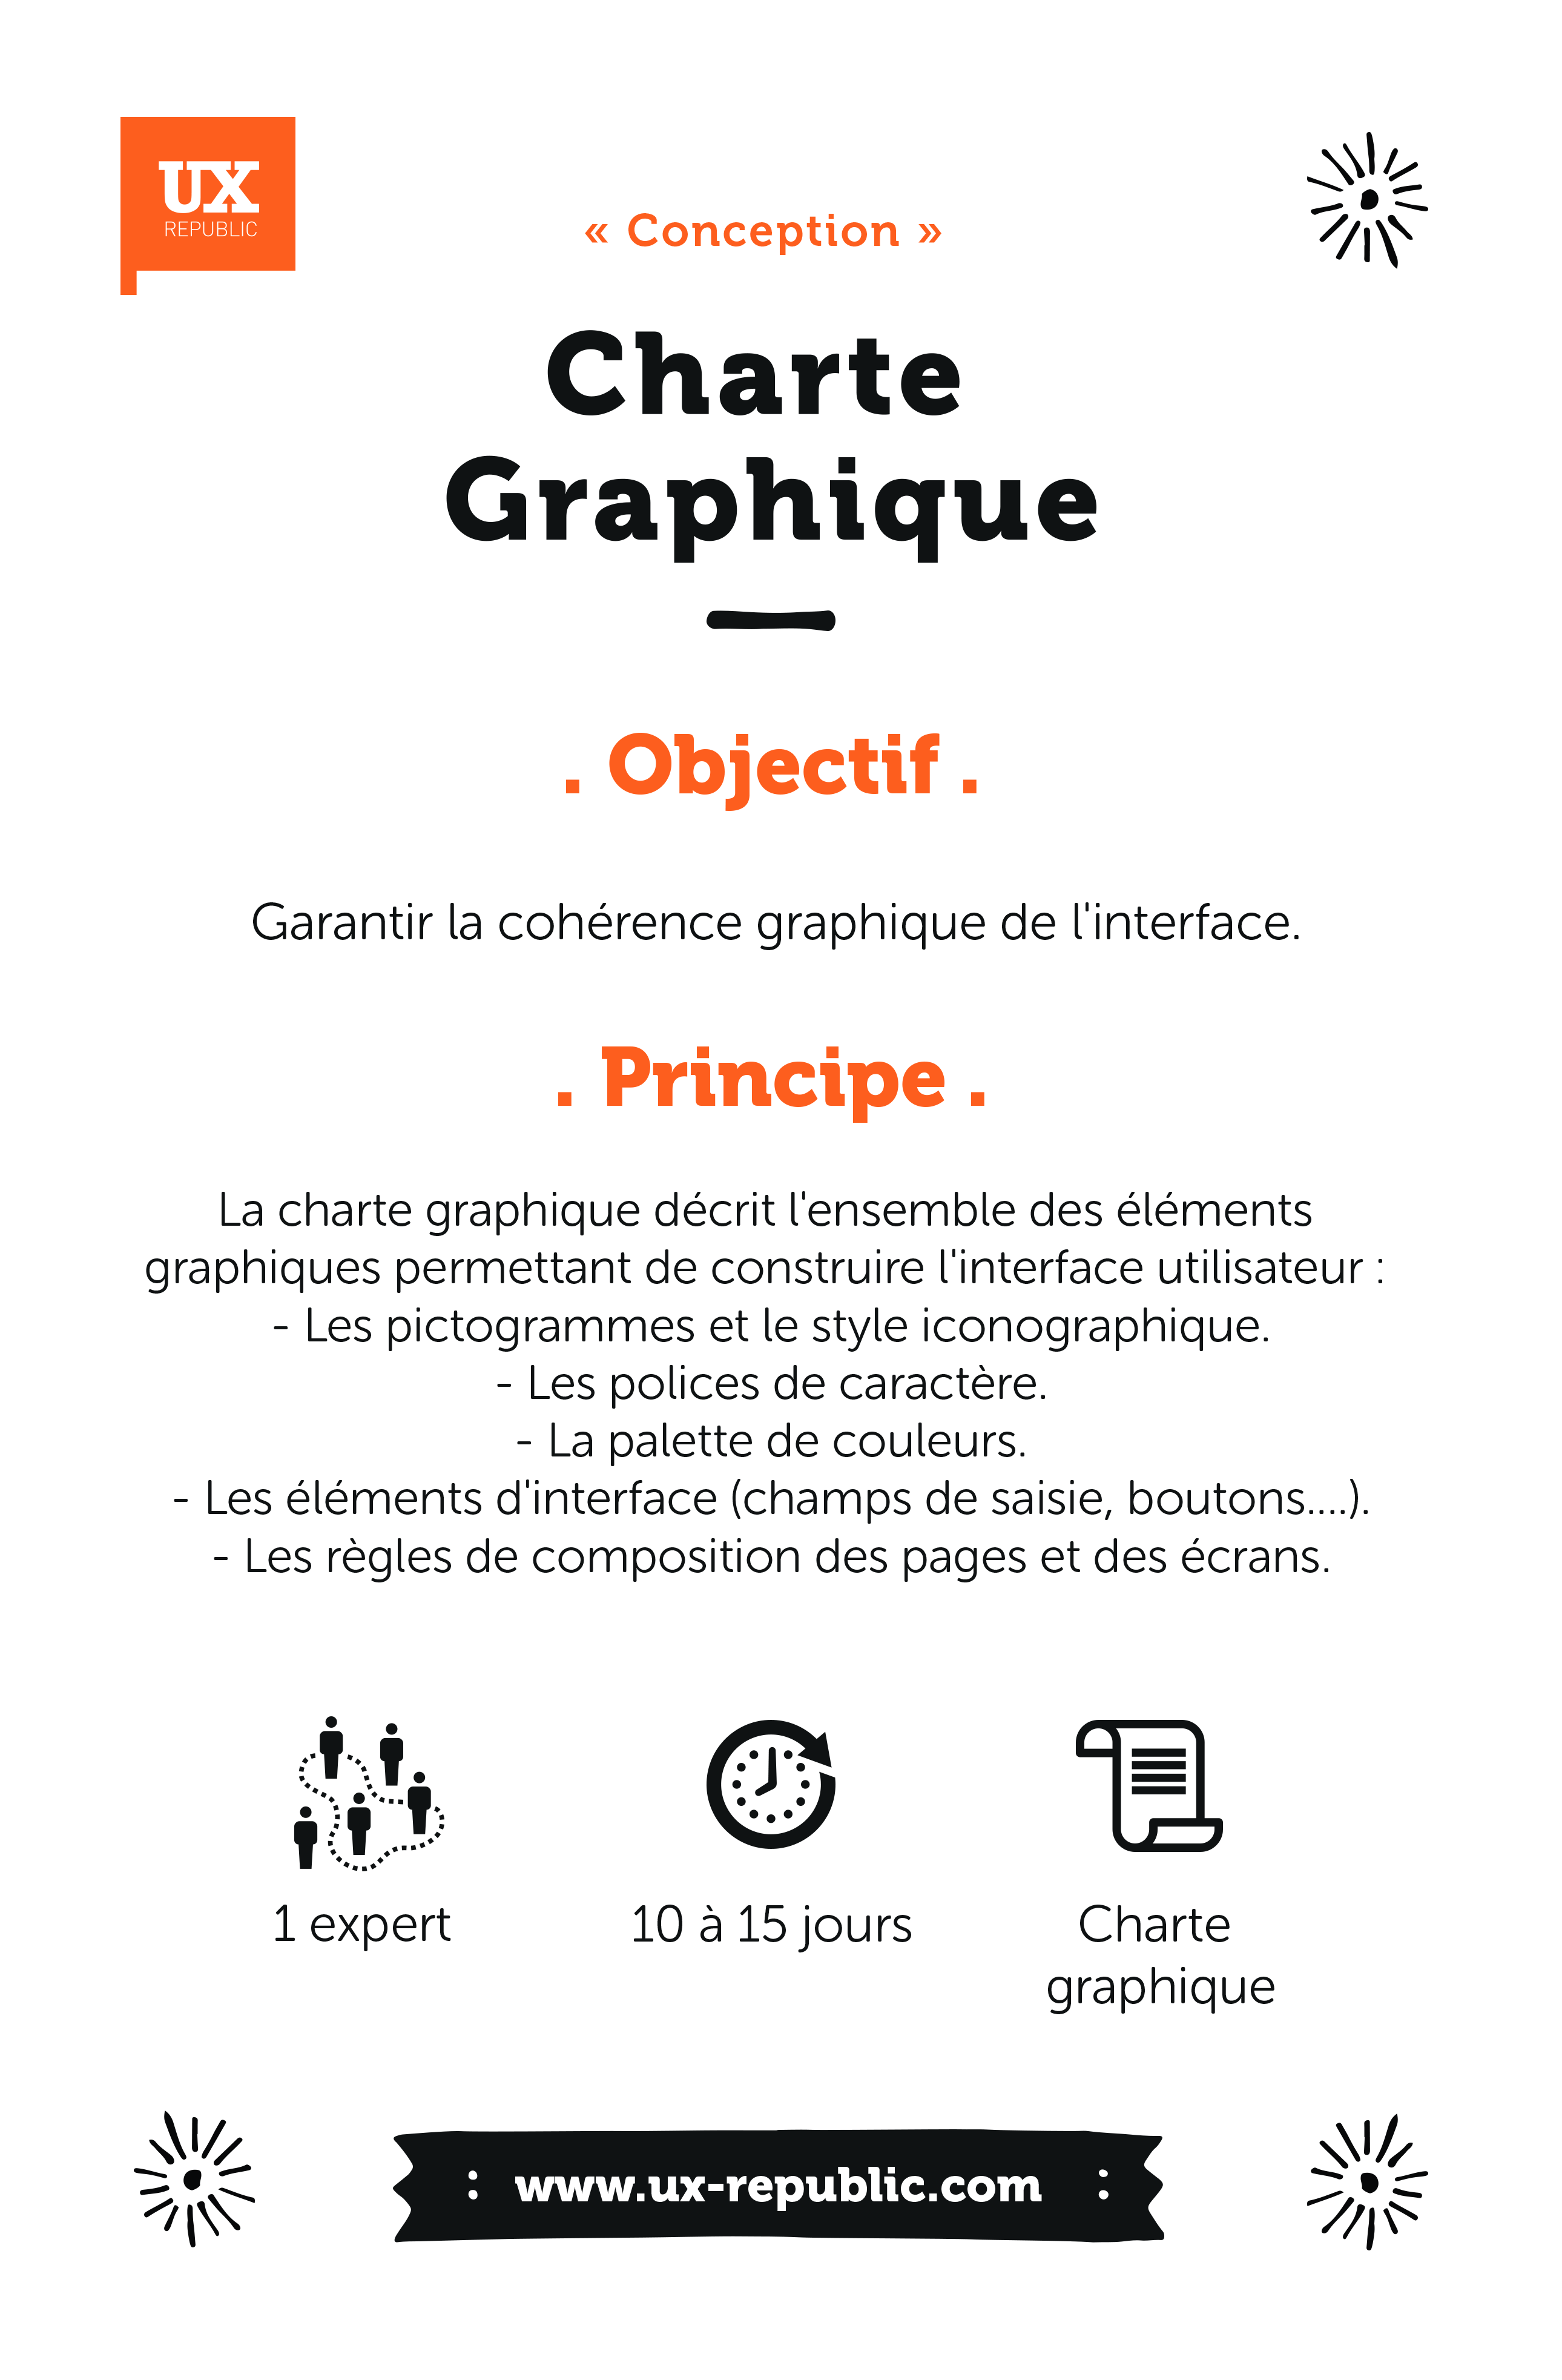 UX
REPUBLIC
« Conception »
Charte
Graphique
. Objectif .
Garantir la cohérence graphique de l'interface.
. Principe .
La charte graphique décrit l'ensemble des éléments
graphiques permettant de construire l'interface utilisateur :
- Les pictogrammes et le style iconographique.
- Les polices de caractère.
- La palette de couleurs.
- Les éléments d'interface (champs de saisie, boutons....).
- Les règles de composition des pages et des écrans.
1 expert
10 à 15 jours
Charte
graphique
: www.ux-republic.com :